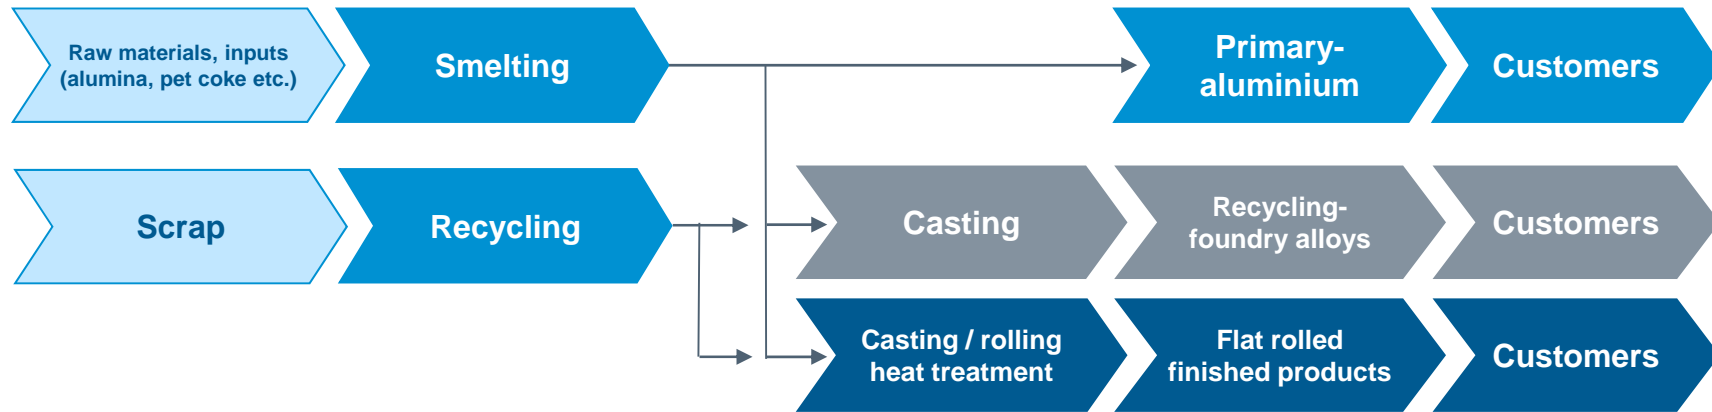 Raw materials, inputs
(alumina, pet coke etc.)
Smelting
Primary-
aluminium
Customers
Scrap
Recycling
Casting
Recycling-
foundry alloys
Customers
Casting / rolling
heat treatment
Flat rolled
finished products
Customers